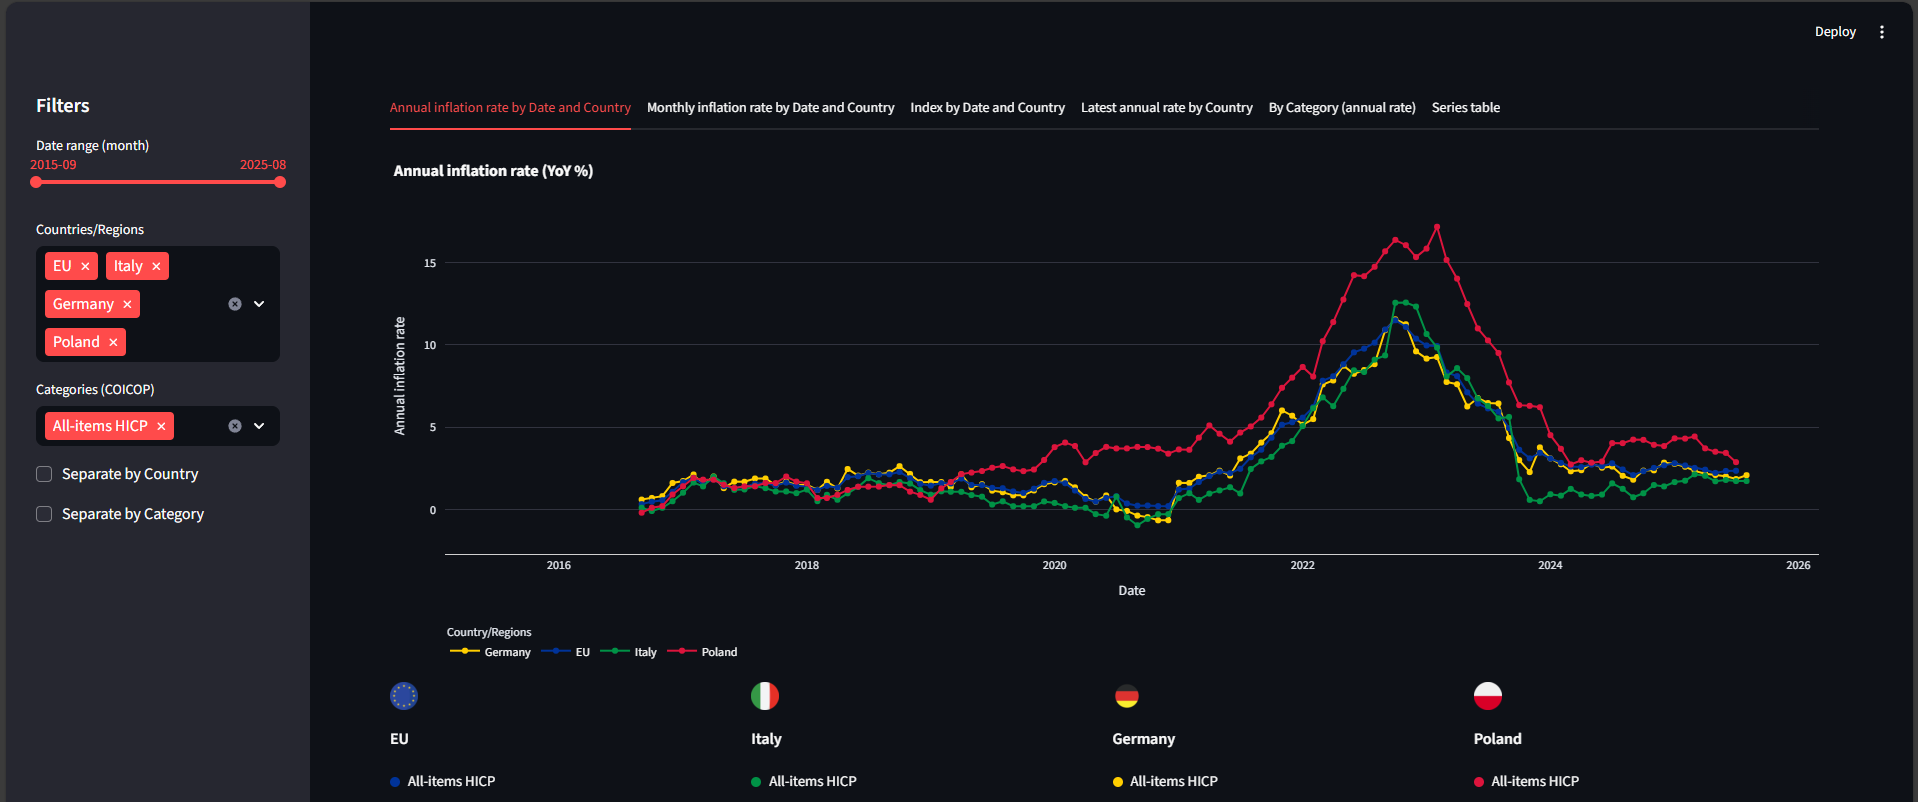 Deploy
Filters
Date range (month)
2015-09 2025-08
Countries/Regions
EU Italy
Germany
Poland
Categories (COICOP)
All-items HICP
Separate by Country
Separate by Category
Annual inflation rate by Date and Country Monthly inflation rate by Date and Country Index by Date and Country Latest annual rate by Country By Category (annual rate) Series table
Annual inflation rate (YoY %)
Annual inflation rate
15
10
5
0
2016 2018 2020 2022 2024 2026
Date
Country/Regions
Germany EU Italy Poland
EU Italy Germany Poland
All-items HICP All-items HICP All-items HICP All-items HICP